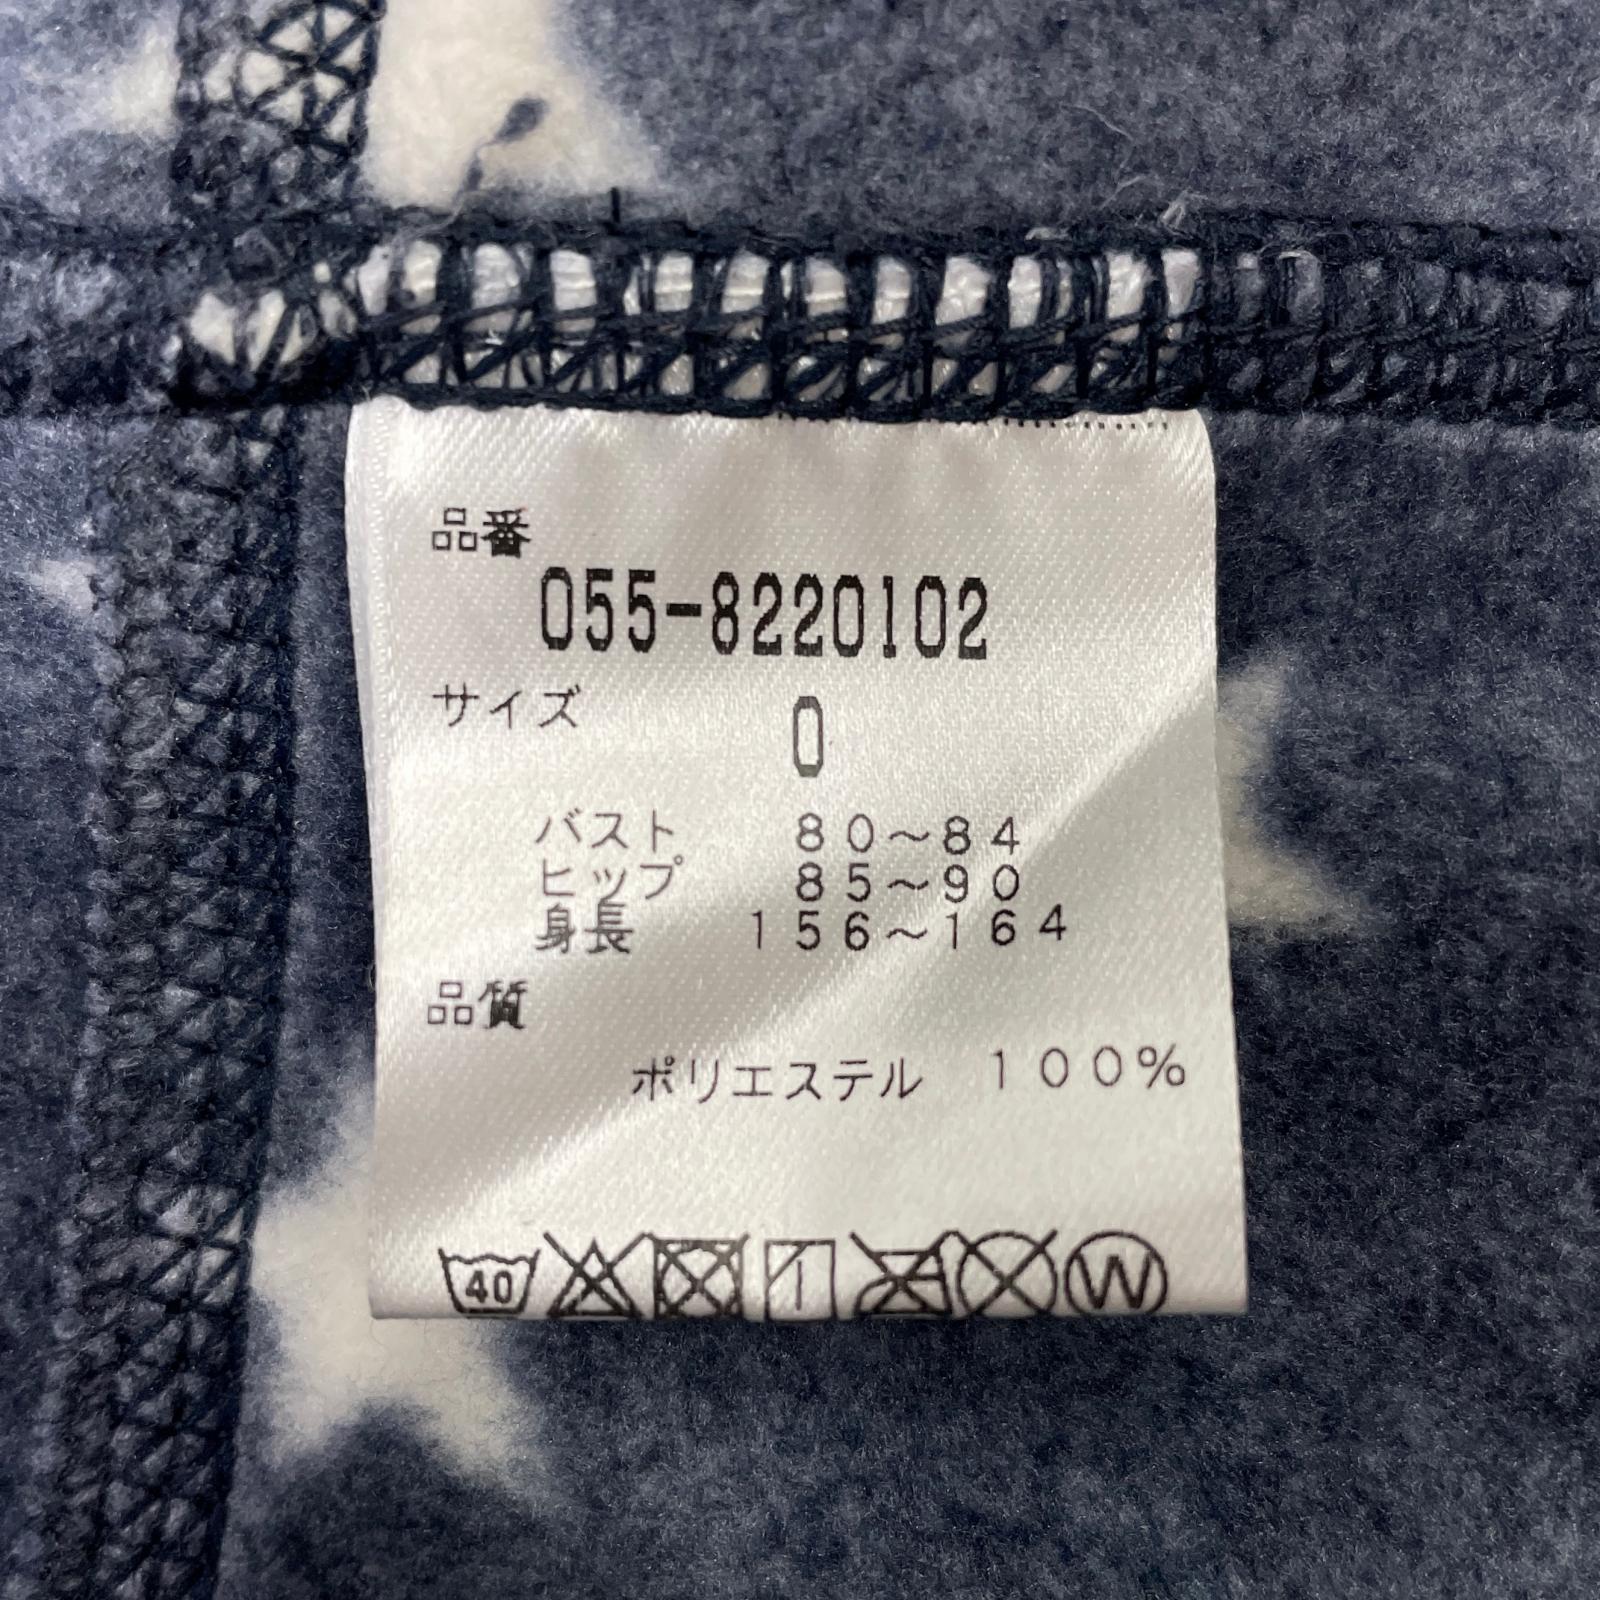 品番
055-8220102
サイズ 0
バスト 80～84
ヒップ 85～90
身長 156～164
品質
ポリエステル 100%
40 W